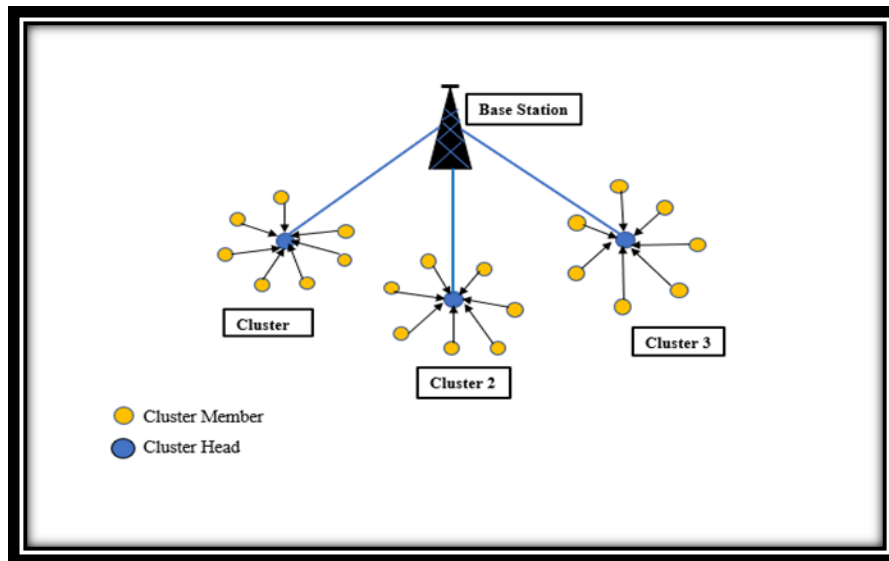 Base Station
Cluster
Cluster 2
Cluster 3
Cluster Member
Cluster Head